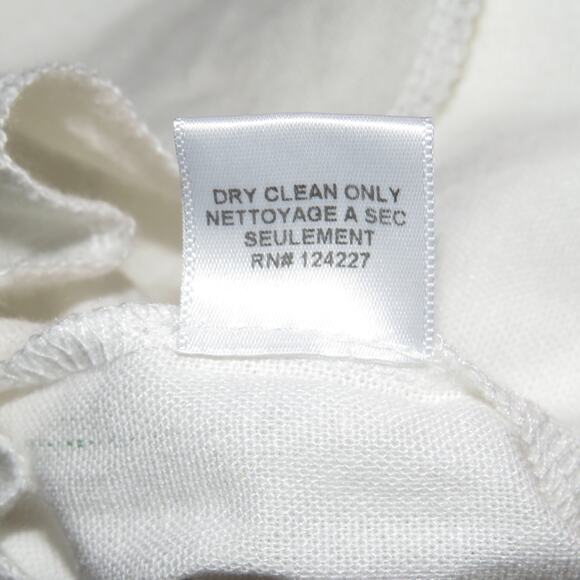 DRY CLEAN ONLY
NETTOYAGE A SEC
SEULEMENT
RN# 124227